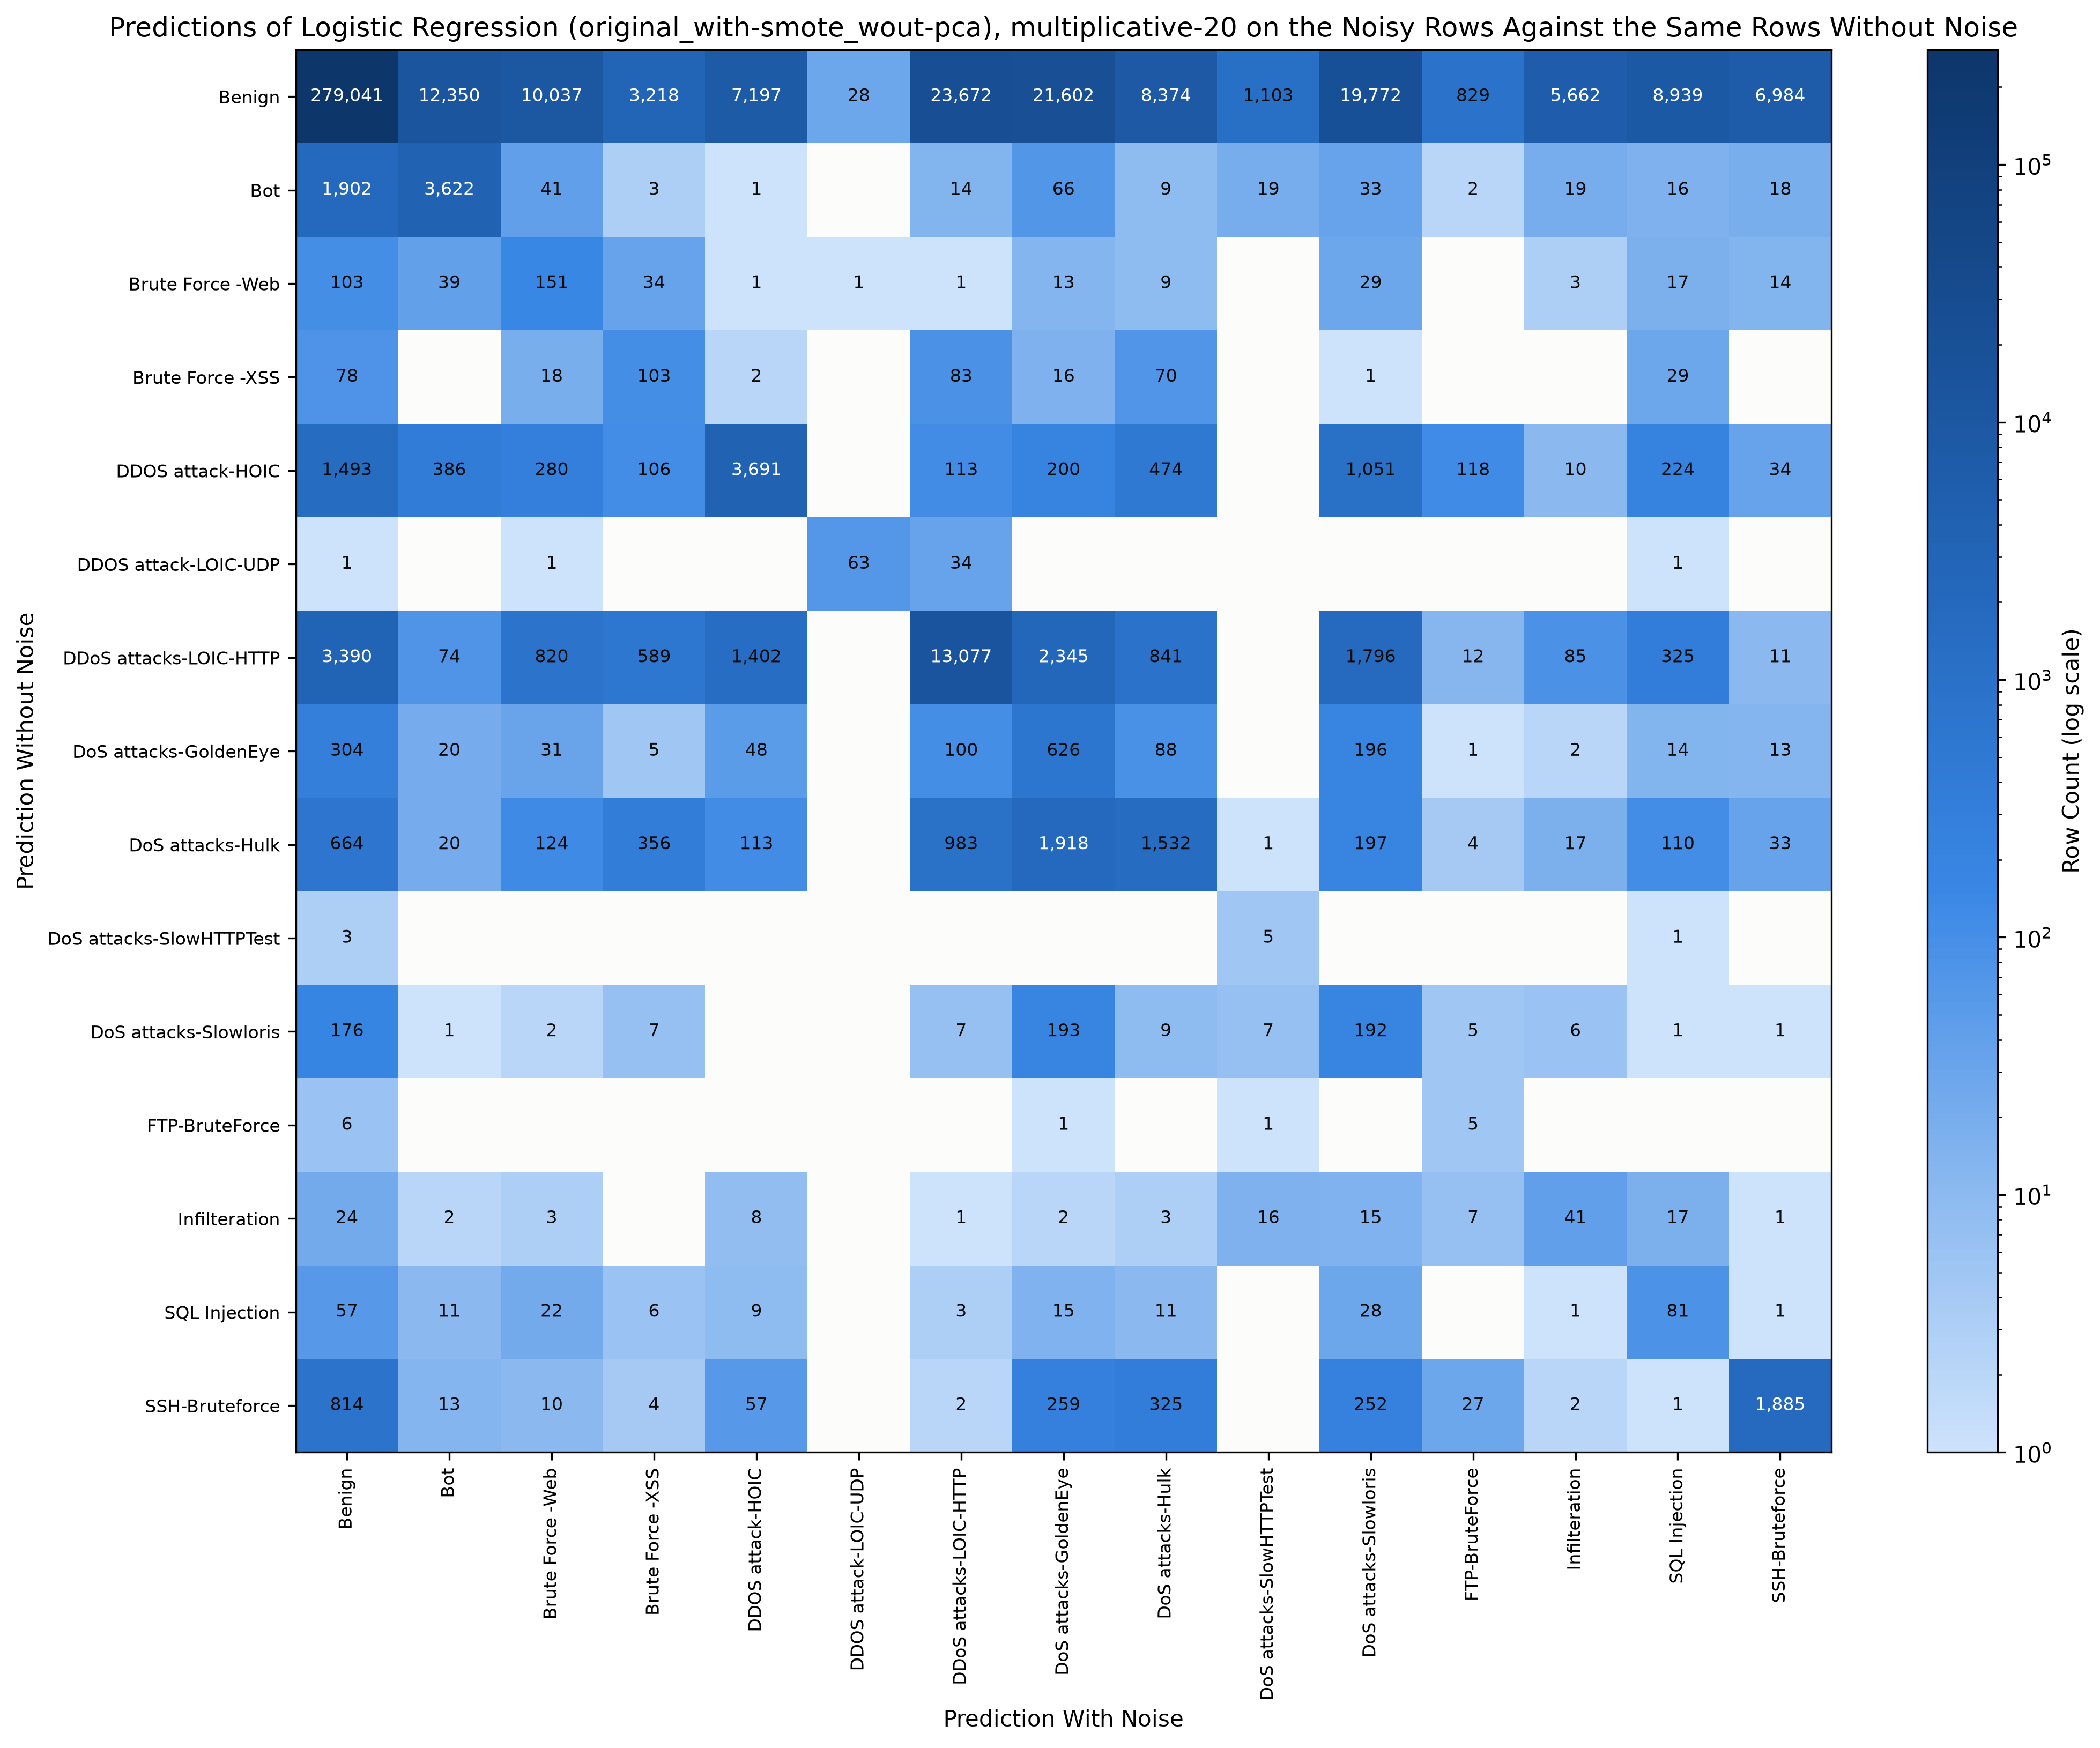 Predictions of Logistic Regression (original_with-smote_wout-pca), multiplicative-20 on the Noisy Rows Against the Same Rows Without Noise
Prediction Without Noise
Benign 279,041 12,350 10,037 3,218 7,197 28 23,672 21,602 8,374 1,103 19,772 829 5,662 8,939 6,984
Bot 1,902 3,622 41 3 1 14 66 9 19 33 2 19 16 18
Brute Force -Web 103 39 151 34 1 1 1 13 9 29 3 17 14
Brute Force -XSS 78 18 103 2 83 16 70 1 29
DDOS attack-HOIC 1,493 386 280 106 3,691 113 200 474 1,051 118 10 224 34
DDOS attack-LOIC-UDP 1 1 63 34 1
DDoS attacks-LOIC-HTTP 3,390 74 820 589 1,402 13,077 2,345 841 1,796 12 85 325 11
DoS attacks-GoldenEye 304 20 31 5 48 100 626 88 196 1 2 14 13
DoS attacks-Hulk 664 20 124 356 113 983 1,918 1,532 1 197 4 17 110 33
DoS attacks-SlowHTTPTest 3 5 1
DoS attacks-Slowloris 176 1 2 7 7 193 9 7 192 5 6 1 1
FTP-BruteForce 6 1 1 5
Infilteration 24 2 3 8 1 2 3 16 15 7 41 17 1
SQL Injection 57 11 22 6 9 3 15 11 28 1 81 1
SSH-Bruteforce 814 13 10 4 57 2 259 325 252 27 2 1 1,885
Benign
Bot
Brute Force -Web
Brute Force -XSS
DDOS attack-HOIC
DDOS attack-LOIC-UDP
DDoS attacks-LOIC-HTTP
DoS attacks-GoldenEye
DoS attacks-Hulk
DoS attacks-SlowHTTPTest
DoS attacks-Slowloris
FTP-BruteForce
Infilteration
SQL Injection
SSH-Bruteforce
Prediction With Noise
10⁵
10⁴
10³
10²
10¹
10⁰
Row Count (log scale)